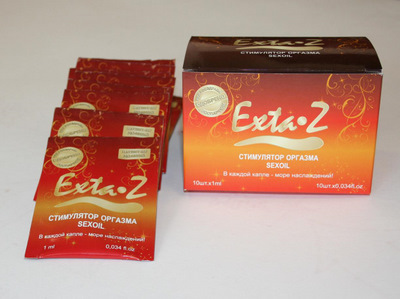 Exta·Z
СТИМУЛЯТОР ОРГАЗМА
SEXOIL
В каждой капле - море наслаждений!
10шт.x1ml
10шт.x0,034fl.oz
Exta·Z
СТИМУЛЯТОР ОРГАЗМА
SEXOIL
В каждой капле - море наслаждений!
1 ml
0,034 fl.oz